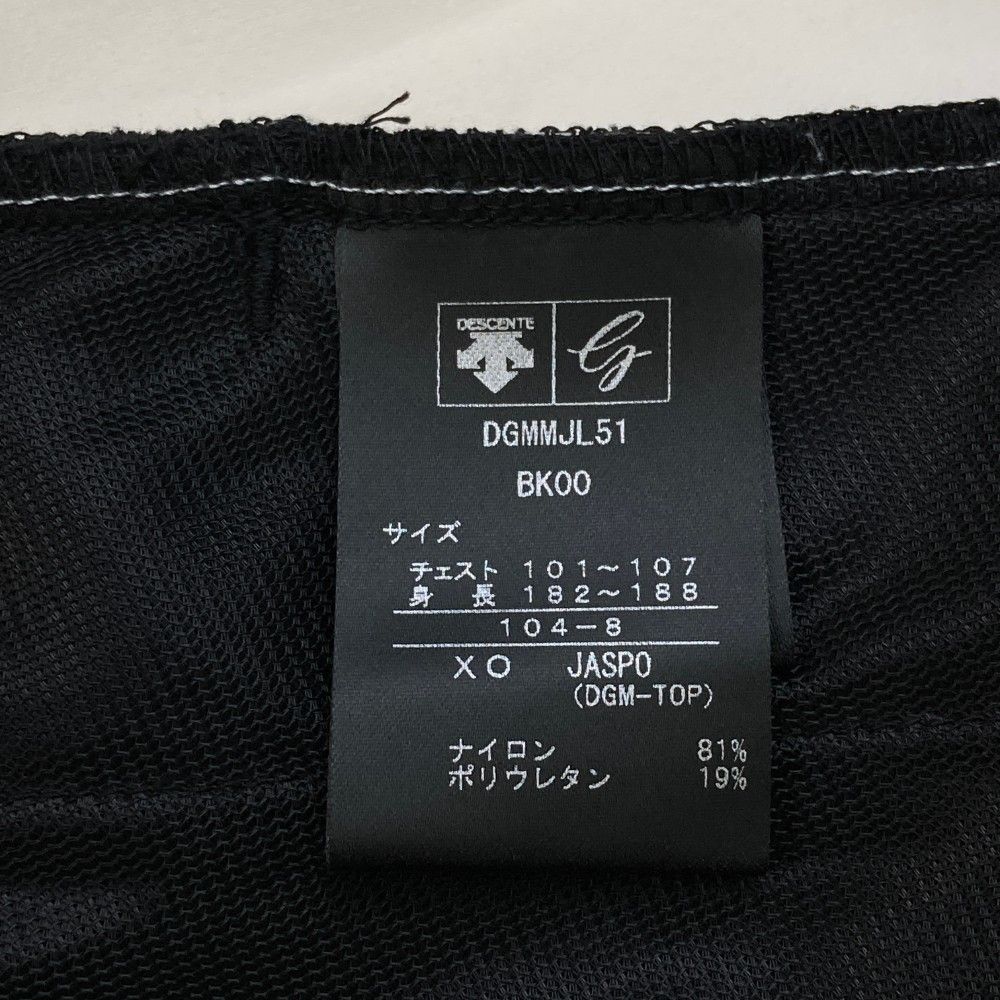 DESCENTE
G
DGMMJL51
BK00
サイズ
チェスト 101～107
身 長 182～188
104-8
XO JASPO
(DGM-TOP)
ナイロン 81%
ポリウレタン 19%